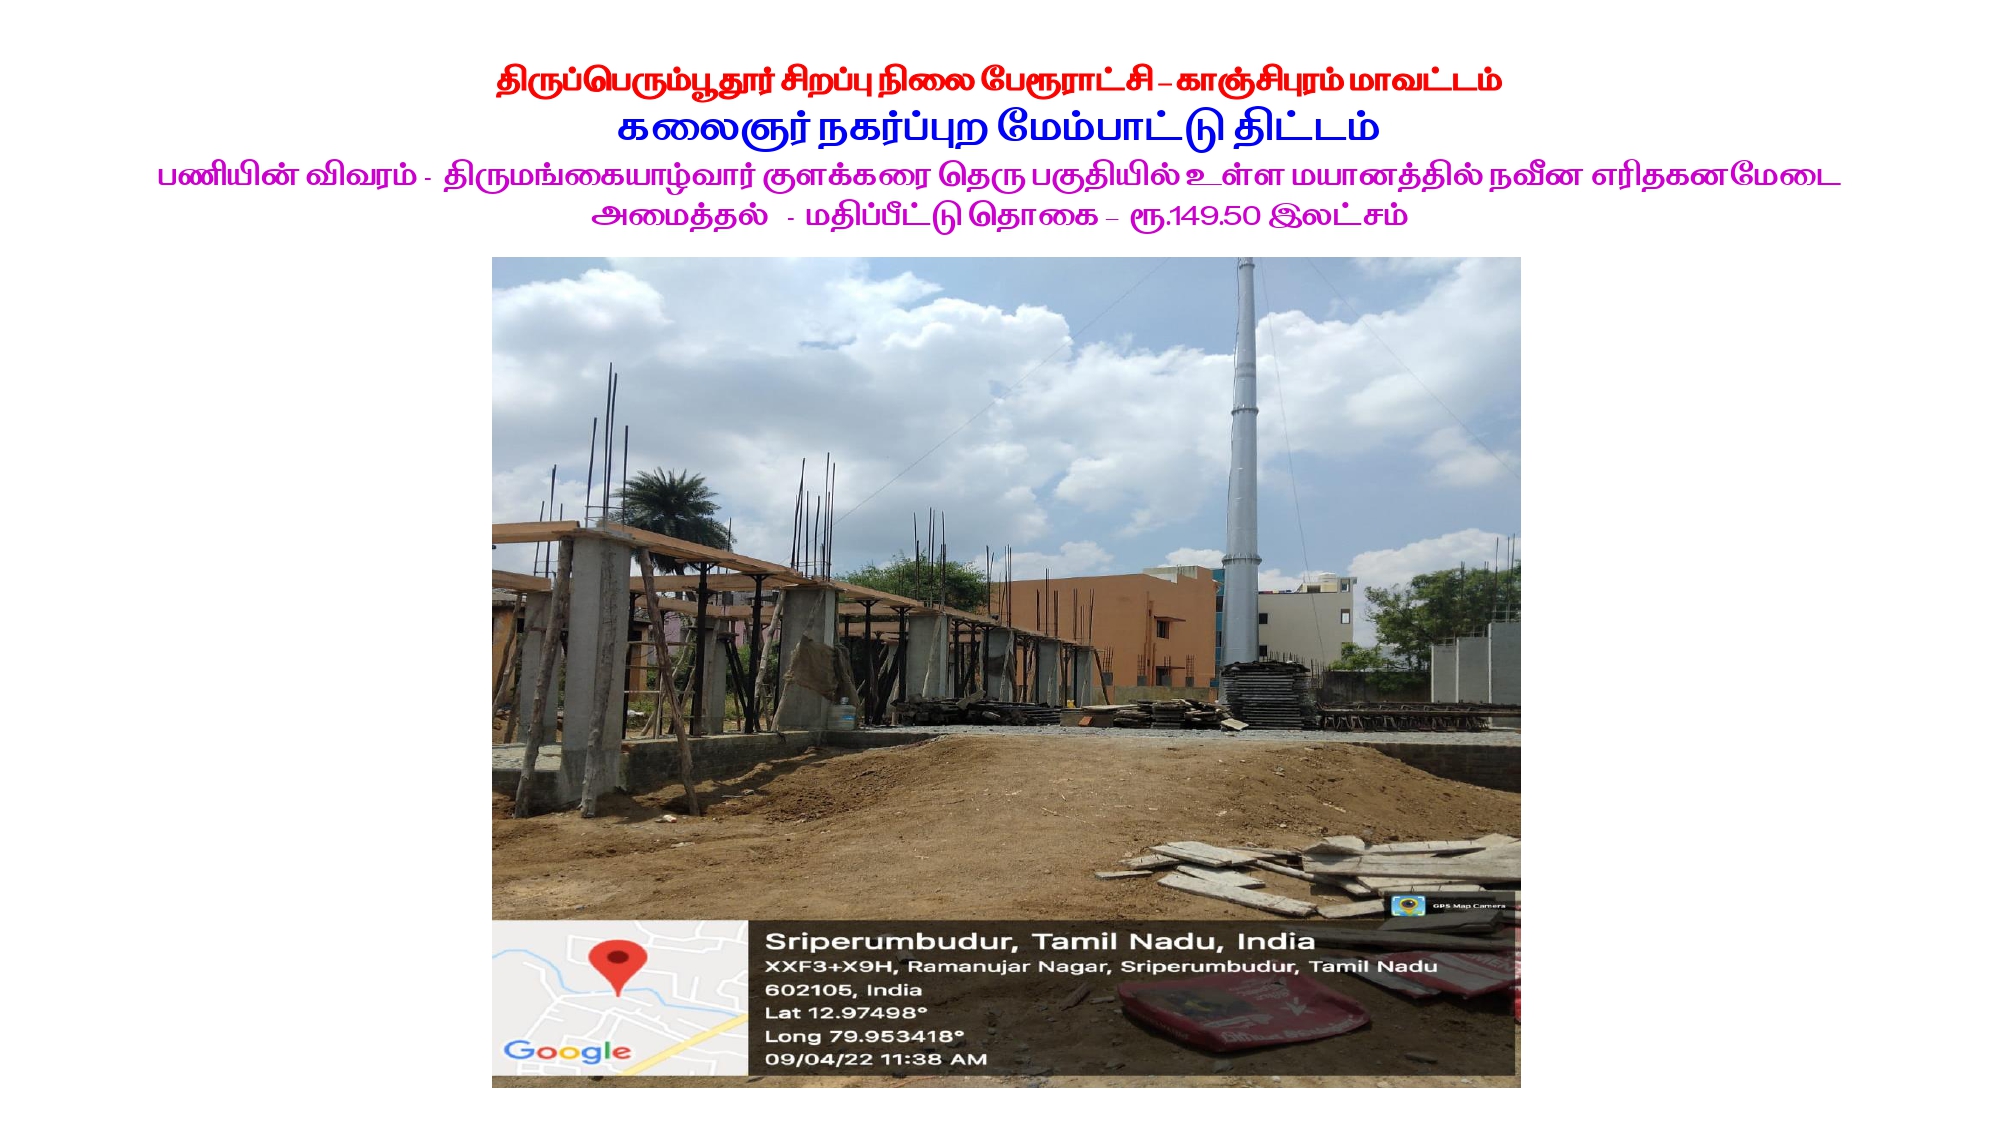 திருப்பெரும்பூதூர் சிறப்பு நிலை பேரூராட்சி – காஞ்சிபுரம் மாவட்டம்
கலைஞர் நகர்ப்புற மேம்பாட்டு திட்டம்
பணியின் விவரம் - திருமங்கையாழ்வார் குளக்கரை தெரு பகுதியில் உள்ள மயானத்தில் நவீன எரிதகனமேடை
அமைத்தல் - மதிப்பீட்டு தொகை – ரூ.149.50 இலட்சம்
GPS Map Camera
Sriperumbudur, Tamil Nadu, India
XXF3+X9H, Ramanujar Nagar, Sriperumbudur, Tamil Nadu
602105, India
Lat 12.97498°
Long 79.953418°
09/04/22 11:38 AM
Google